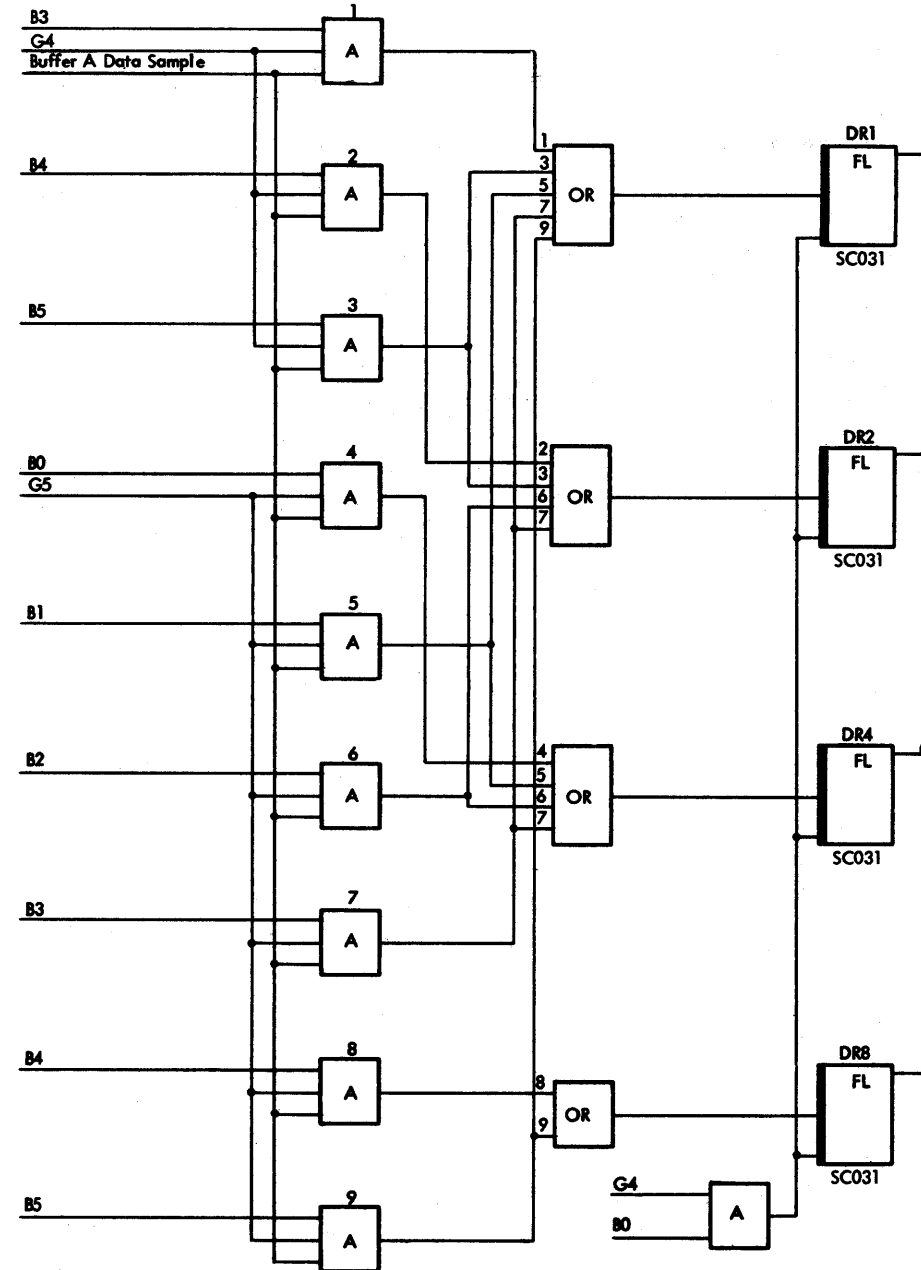 B3
1
G4
A
Buffer A Data Sample
DR1
1
FL
B4
2
3
A
5
OR
7
9
SC031
B5
3
A
DR2
B0
4
2
FL
G5
A
3
OR
6
7
SC031
B1
5
A
DR4
B2
6
4
FL
A
5
OR
6
7
SC031
B3
7
A
B4
8
DR8
A
8
FL
OR
9
SC031
B5
9
G4
A
A
B0